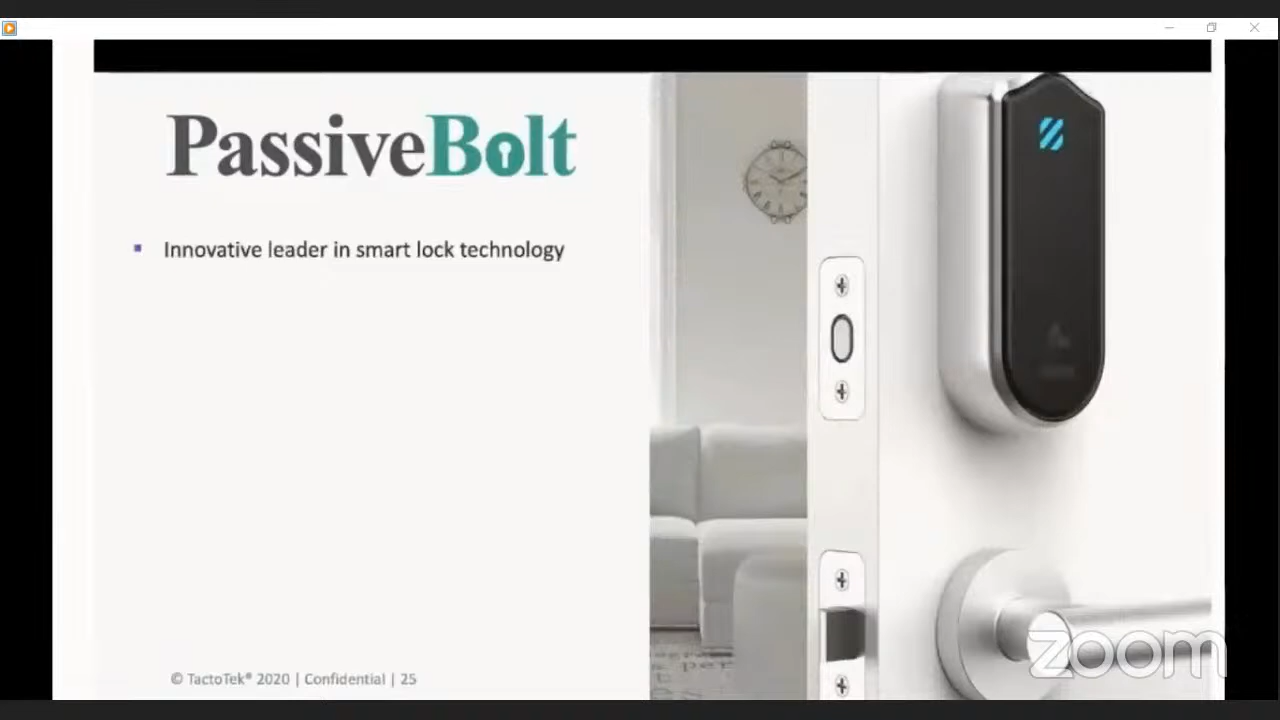 PassiveBolt
▪ Innovative leader in smart lock technology
© TactoTek® 2020 | Confidential | 25
zoom